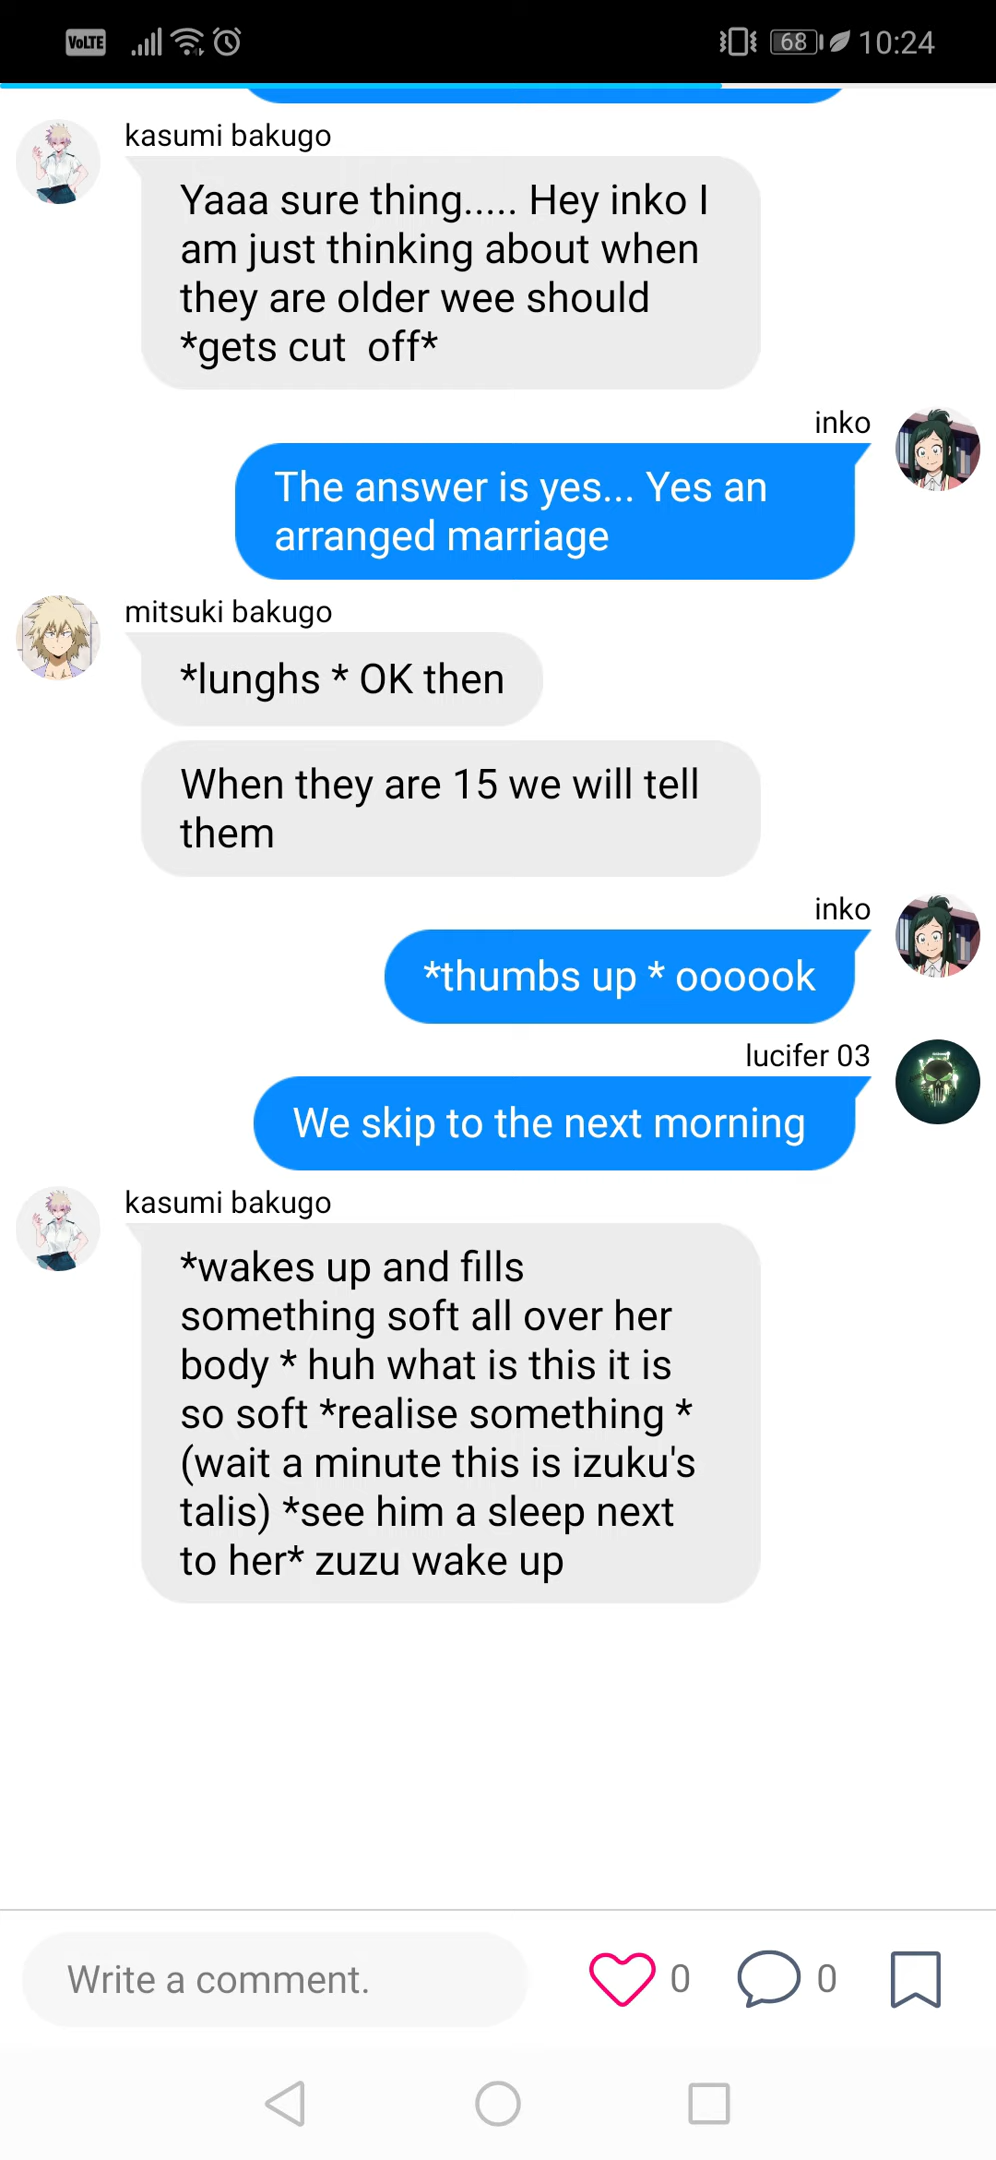 VoLTE 68 10:24
kasumi bakugo
Yaaa sure thing..... Hey inko I
am just thinking about when
they are older wee should
*gets cut  off*
inko
The answer is yes... Yes an
arranged marriage
mitsuki bakugo
*lunghs * OK then
When they are 15 we will tell
them
inko
*thumbs up * oooook
lucifer 03
We skip to the next morning
kasumi bakugo
*wakes up and fills
something soft all over her
body * huh what is this it is
so soft *realise something *
(wait a minute this is izuku's
talis) *see him a sleep next
to her* zuzu wake up
Write a comment. 0 0